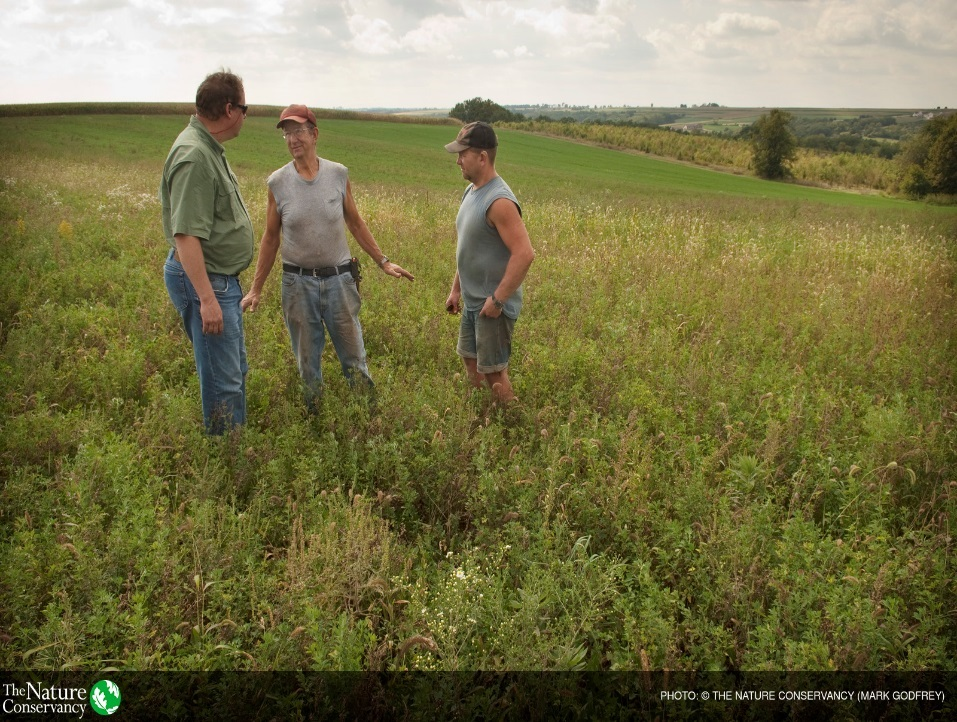 The Nature
Conservancy
PHOTO: © THE NATURE CONSERVANCY (MARK GODFREY)